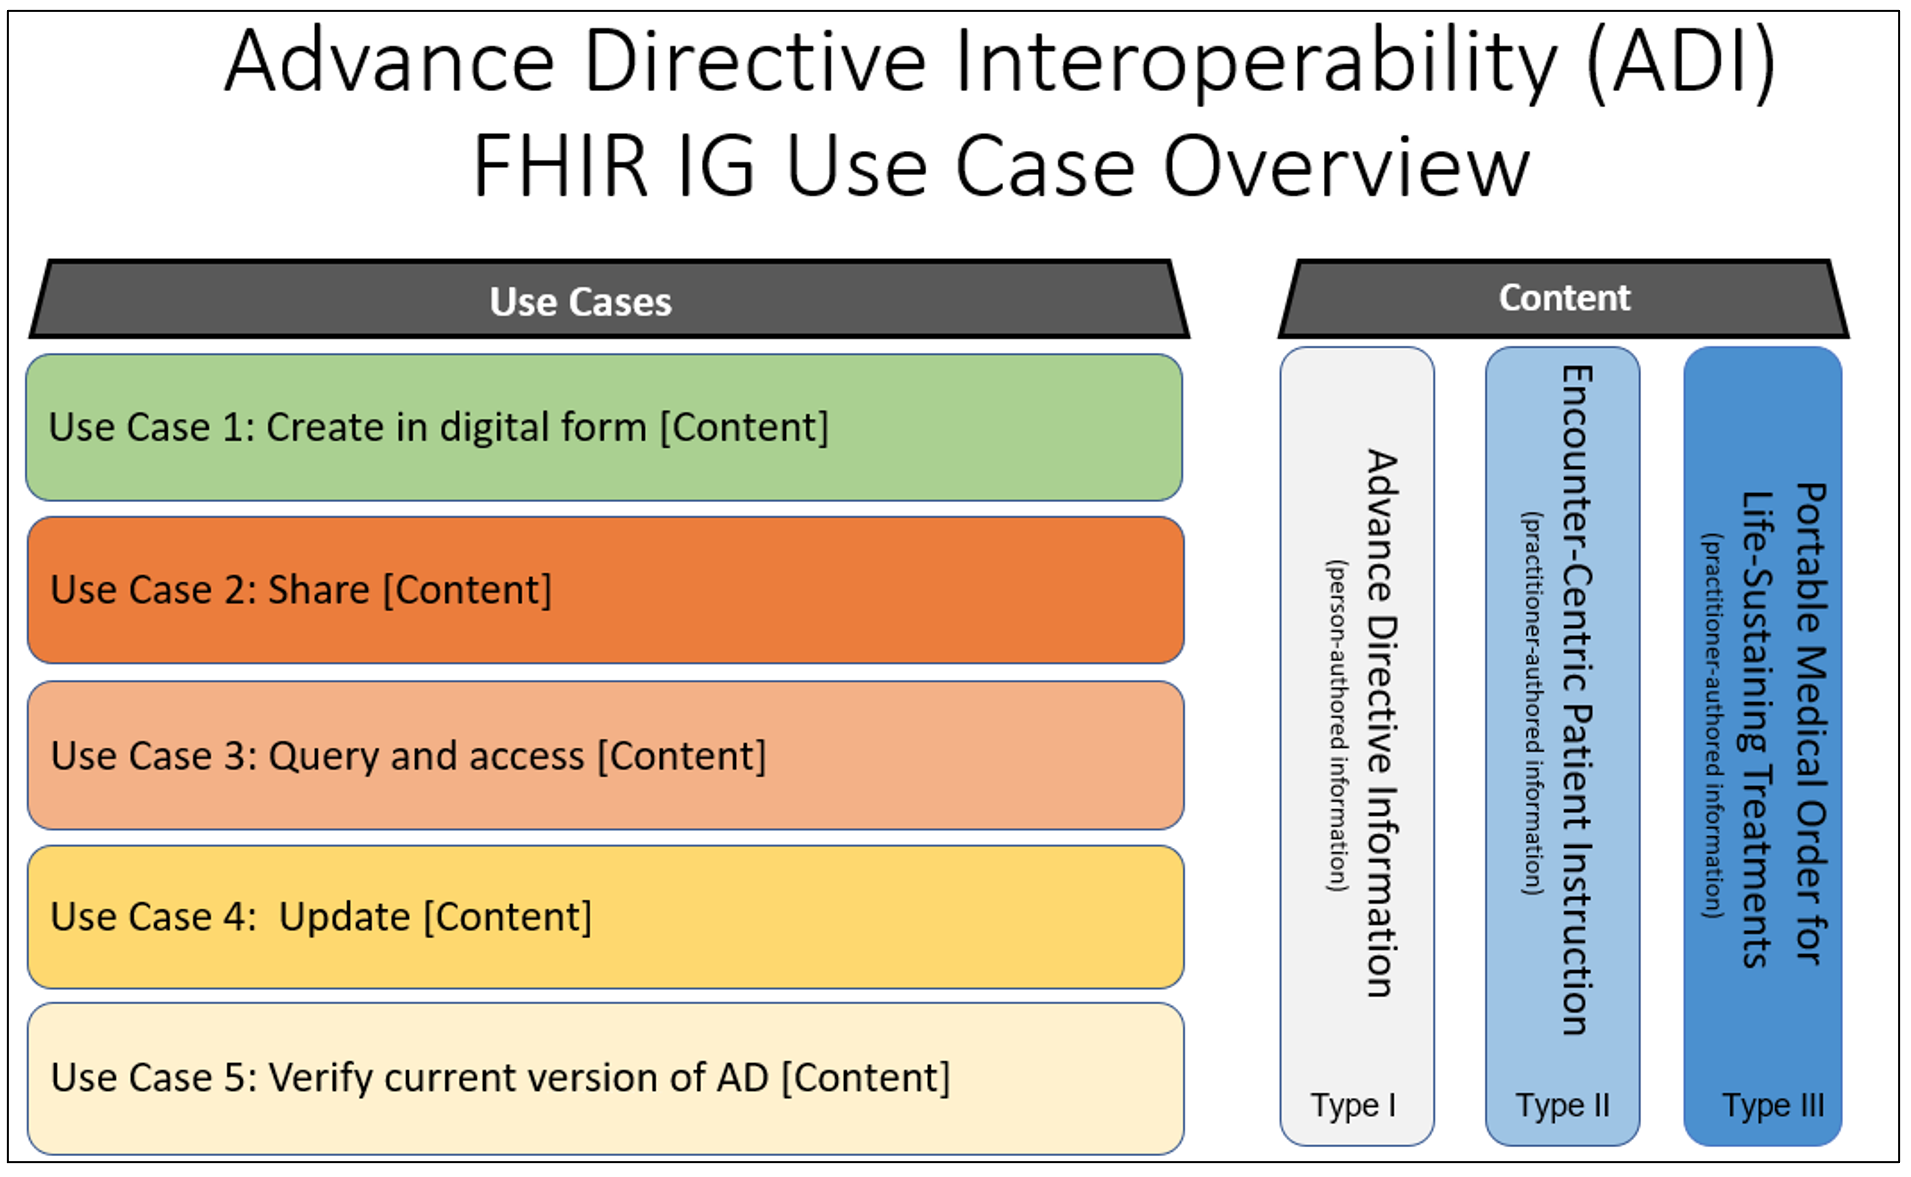 Advance Directive Interoperability (ADI)
FHIR IG Use Case Overview
Use Cases
Use Case 1: Create in digital form [Content]
Use Case 2: Share [Content]
Use Case 3: Query and access [Content]
Use Case 4:  Update [Content]
Use Case 5: Verify current version of AD [Content]
Content
Advance Directive Information
(person-authored information)
Type I
Encounter-Centric Patient Instruction
(practitioner-authored information)
Type II
Portable Medical Order for
Life-Sustaining Treatments
(practitioner-authored information)
Type III